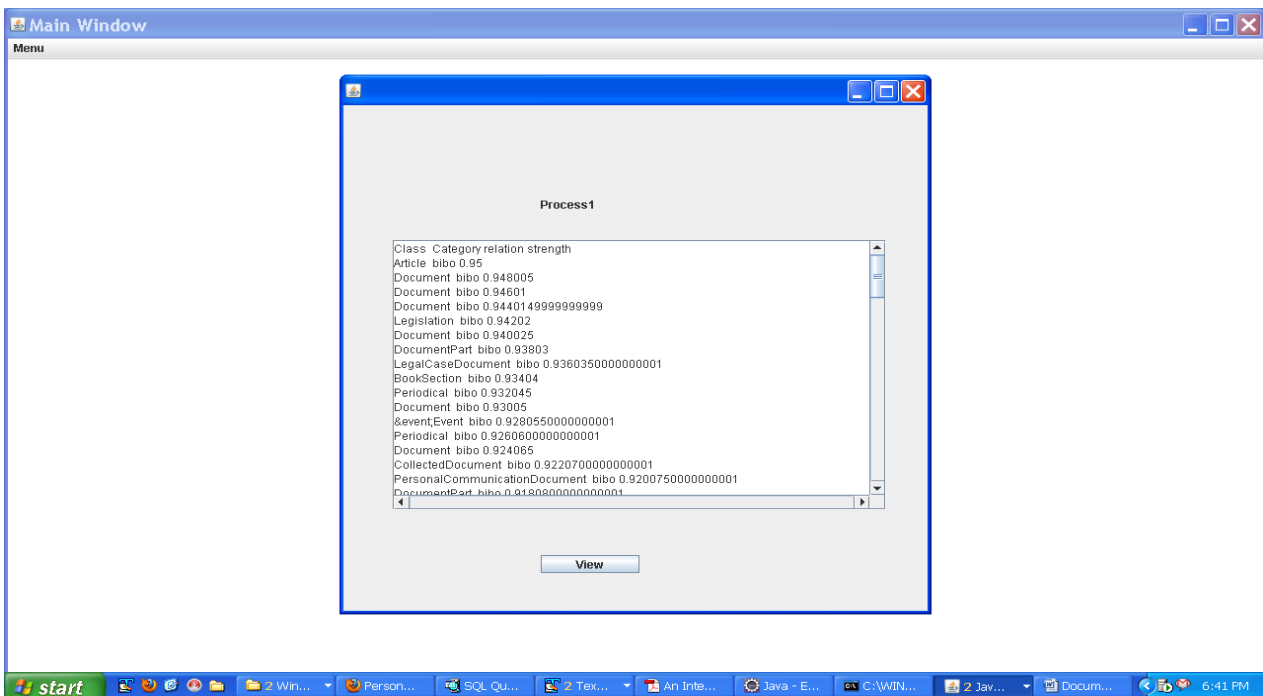 Main Window
Menu
Process1
Class Category relation strength
Article bibo 0.95
Document bibo 0.948005
Document bibo 0.94601
Document bibo 0.9440149999999999
Legislation bibo 0.94202
Document bibo 0.940025
DocumentPart bibo 0.93803
LegalCaseDocument bibo 0.9360350000000001
BookSection bibo 0.93404
Periodical bibo 0.932045
Document bibo 0.93005
&event;Event bibo 0.9280550000000001
Periodical bibo 0.9260600000000001
Document bibo 0.924065
CollectedDocument bibo 0.9220700000000001
PersonalCommunicationDocument bibo 0.9200750000000001
DocumentPart bibo 0.9180800000000001
View
start 2 Win... Person... SQL Qu... 2 Tex... An Inte... Java - E... C:\WIN... 2 Jav... Docum... 6:41 PM